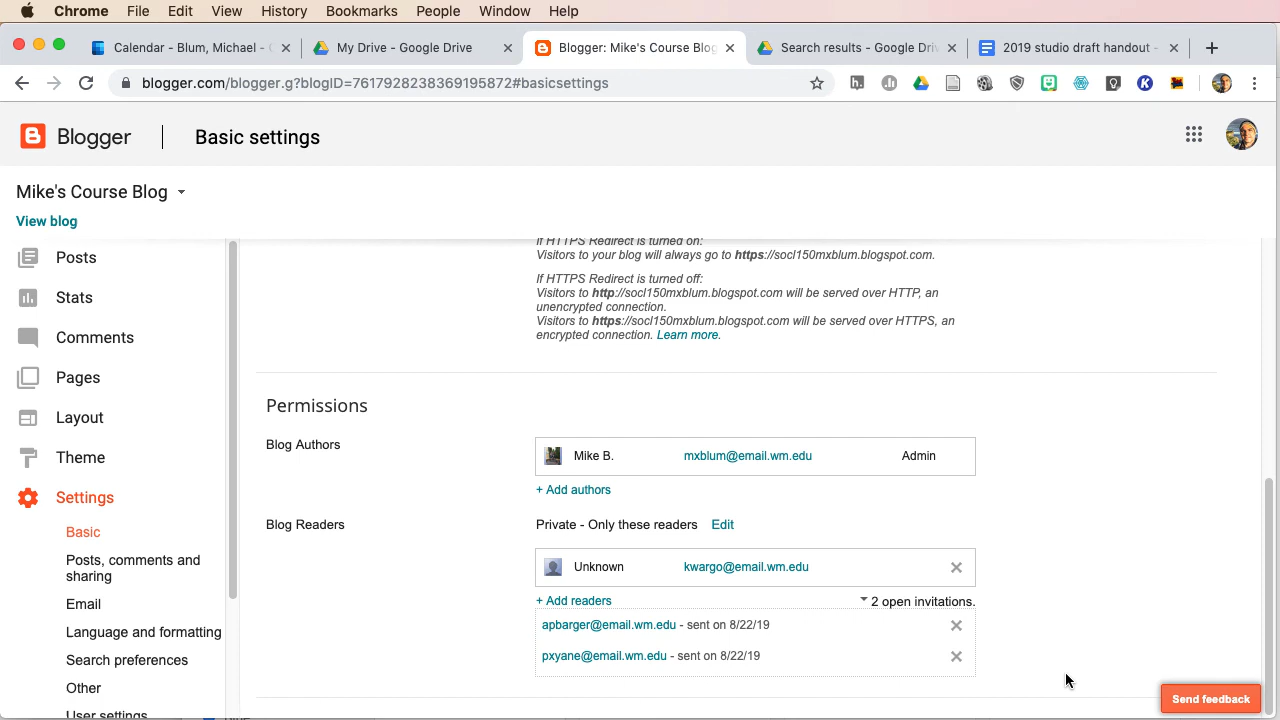 Chrome File Edit View History Bookmarks People Window Help
Calendar - Blum, Michael - 
My Drive - Google Drive
Blogger: Mike's Course Blog
Search results - Google Driv
2019 studio draft handout -
blogger.com/blogger.g?blogID=7617928238369195872#basicsettings
Blogger
Basic settings
Mike's Course Blog
View blog
Posts
Stats
Comments
Pages
Layout
Theme
Settings
Basic
Posts, comments and
sharing
Email
Language and formatting
Search preferences
Other
User settings
If HTTPS Redirect is turned on:
Visitors to your blog will always go to https://socl150mxblum.blogspot.com.
If HTTPS Redirect is turned off:
Visitors to http://socl150mxblum.blogspot.com will be served over HTTP, an
unencrypted connection.
Visitors to https://socl150mxblum.blogspot.com will be served over HTTPS, an
encrypted connection. Learn more.
Permissions
Blog Authors
Mike B. mxblum@email.wm.edu Admin
+ Add authors
Blog Readers
Private - Only these readers Edit
Unknown kwargo@email.wm.edu
+ Add readers
2 open invitations.
apbarger@email.wm.edu - sent on 8/22/19
pxyane@email.wm.edu - sent on 8/22/19
Send feedback